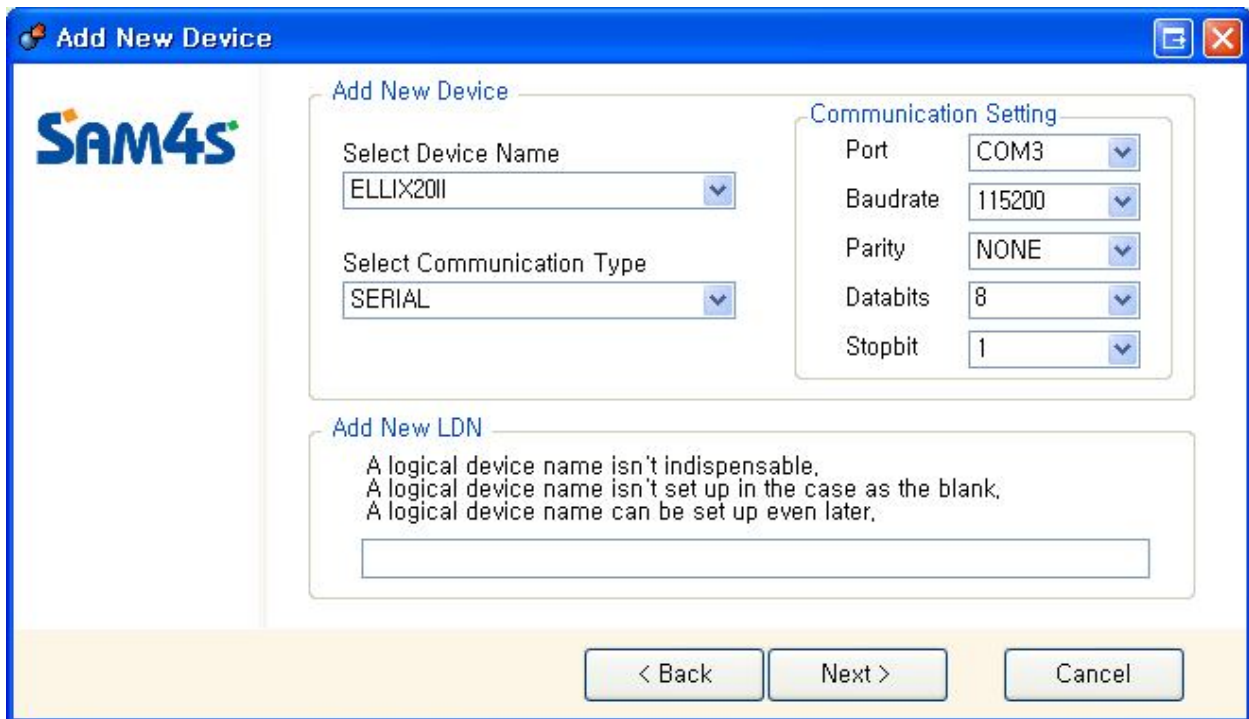 Add New Device
SAM4S
Add New Device
Select Device Name
ELLIX20II
Select Communication Type
SERIAL
Communication Setting
Port COM3
Baudrate 115200
Parity NONE
Databits 8
Stopbit 1
Add New LDN
A logical device name isn't indispensable,
A logical device name isn't set up in the case as the blank,
A logical device name can be set up even later,
< Back Next > Cancel